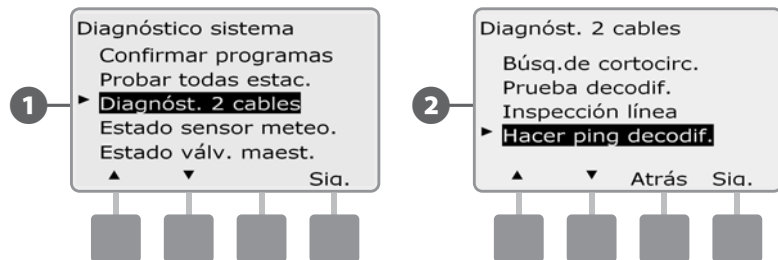 Diagnóstico sistema
Confirmar programas
Probar todas estac.
► Diagnóst. 2 cables
Estado sensor meteo.
Estado válv. maest.
▲ ▼ Sig.
1
Diagnóst. 2 cables
Búsq.de cortocirc.
Prueba decodif.
Inspección línea
► Hacer ping decodif.
▲ ▼ Atrás Sig.
2